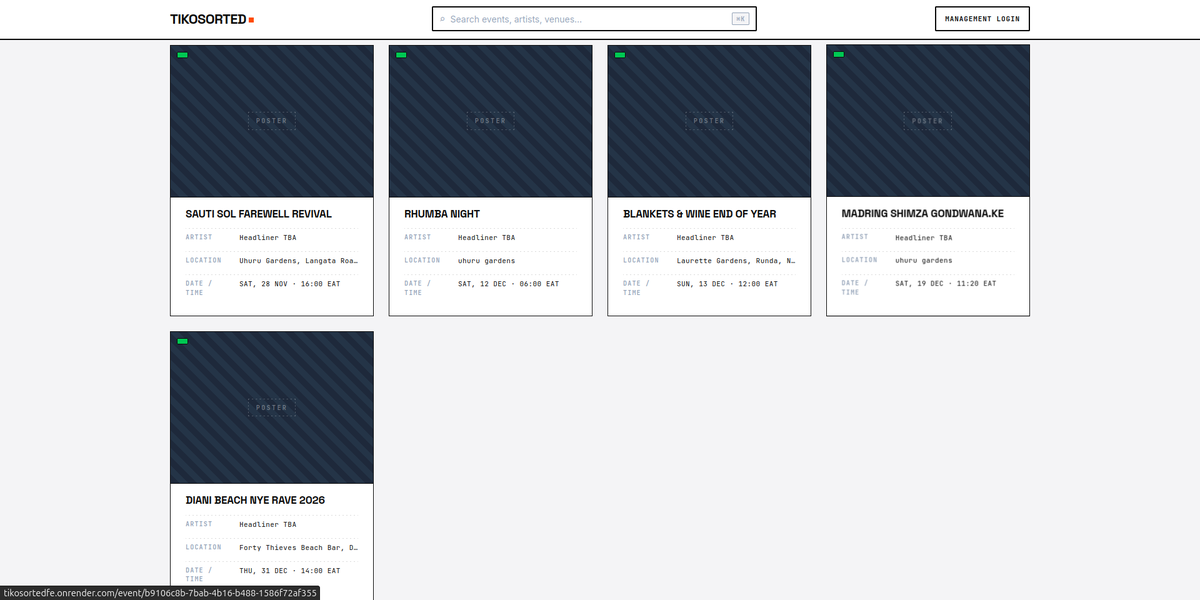 TIKOSORTED
Search events, artists, venues...
⌘K
MANAGEMENT LOGIN
POSTER
POSTER
POSTER
POSTER
SAUTI SOL FAREWELL REVIVAL
ARTIST Headliner TBA
LOCATION Uhuru Gardens, Langata Roa…
DATE / TIME SAT, 28 NOV · 16:00 EAT
RHUMBA NIGHT
ARTIST Headliner TBA
LOCATION uhuru gardens
DATE / TIME SAT, 12 DEC · 06:00 EAT
BLANKETS & WINE END OF YEAR
ARTIST Headliner TBA
LOCATION Laurette Gardens, Runda, N…
DATE / TIME SUN, 13 DEC · 12:00 EAT
MADRING SHIMZA GONDWANA.KE
ARTIST Headliner TBA
LOCATION uhuru gardens
DATE / TIME SAT, 19 DEC · 11:20 EAT
POSTER
DIANI BEACH NYE RAVE 2026
ARTIST Headliner TBA
LOCATION Forty Thieves Beach Bar, D…
DATE / TIME THU, 31 DEC · 14:00 EAT
tikosortedfe.onrender.com/event/b9106c8b-7bab-4b16-b488-1586f72af355